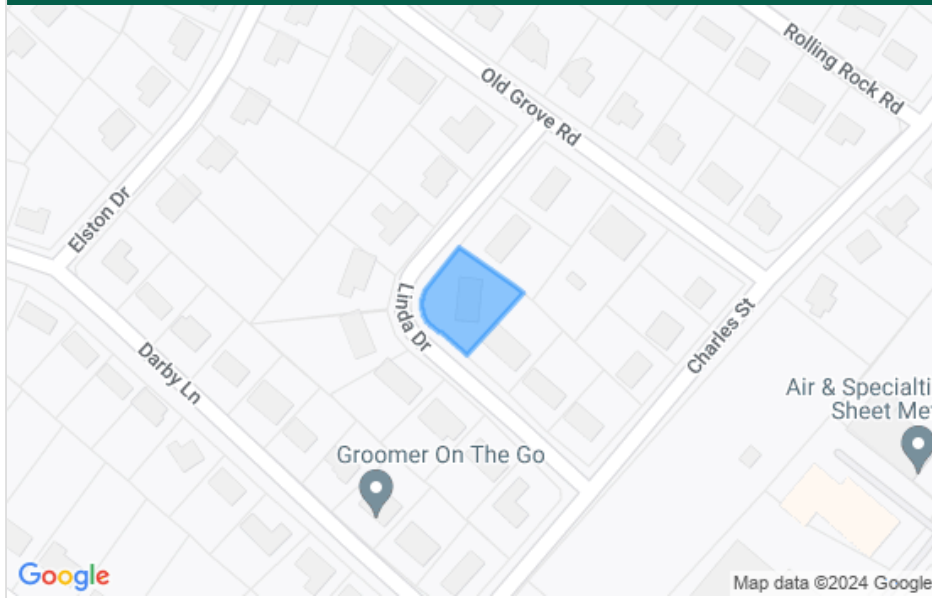 Rolling Rock Rd
Old Grove Rd
Elston Dr
Linda Dr
Charles St
Darby Ln
Air & Specialti
Sheet Met
Groomer On The Go
Google
Map data ©2024 Google